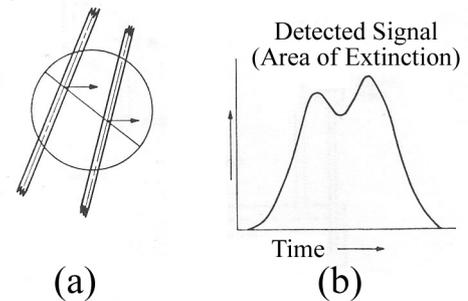 Detected Signal
(Area of Extinction)
Time
(a)
(b)